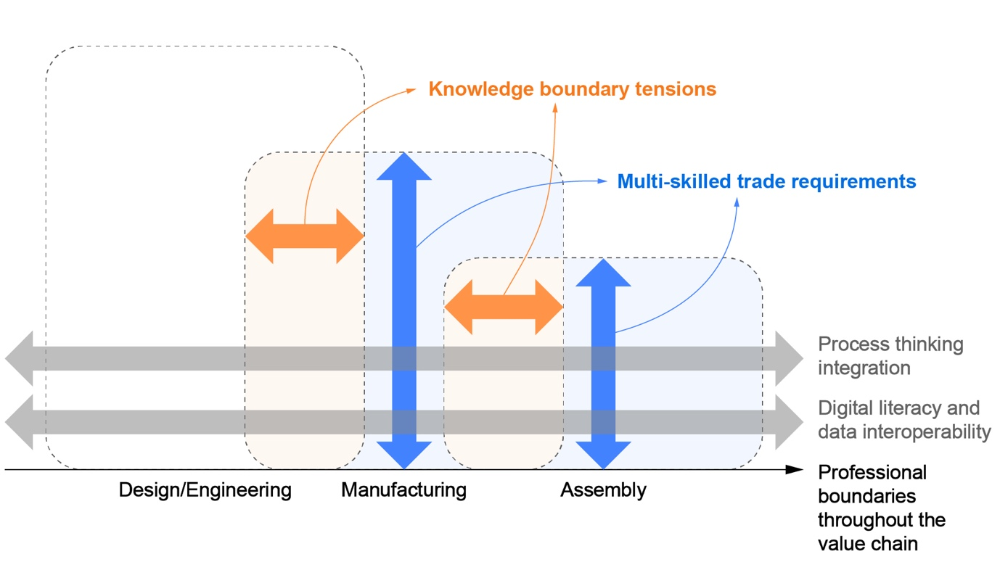 Knowledge boundary tensions
Multi-skilled trade requirements
Process thinking
integration
Digital literacy and
data interoperability
Design/Engineering
Manufacturing
Assembly
Professional
boundaries
throughout the
value chain